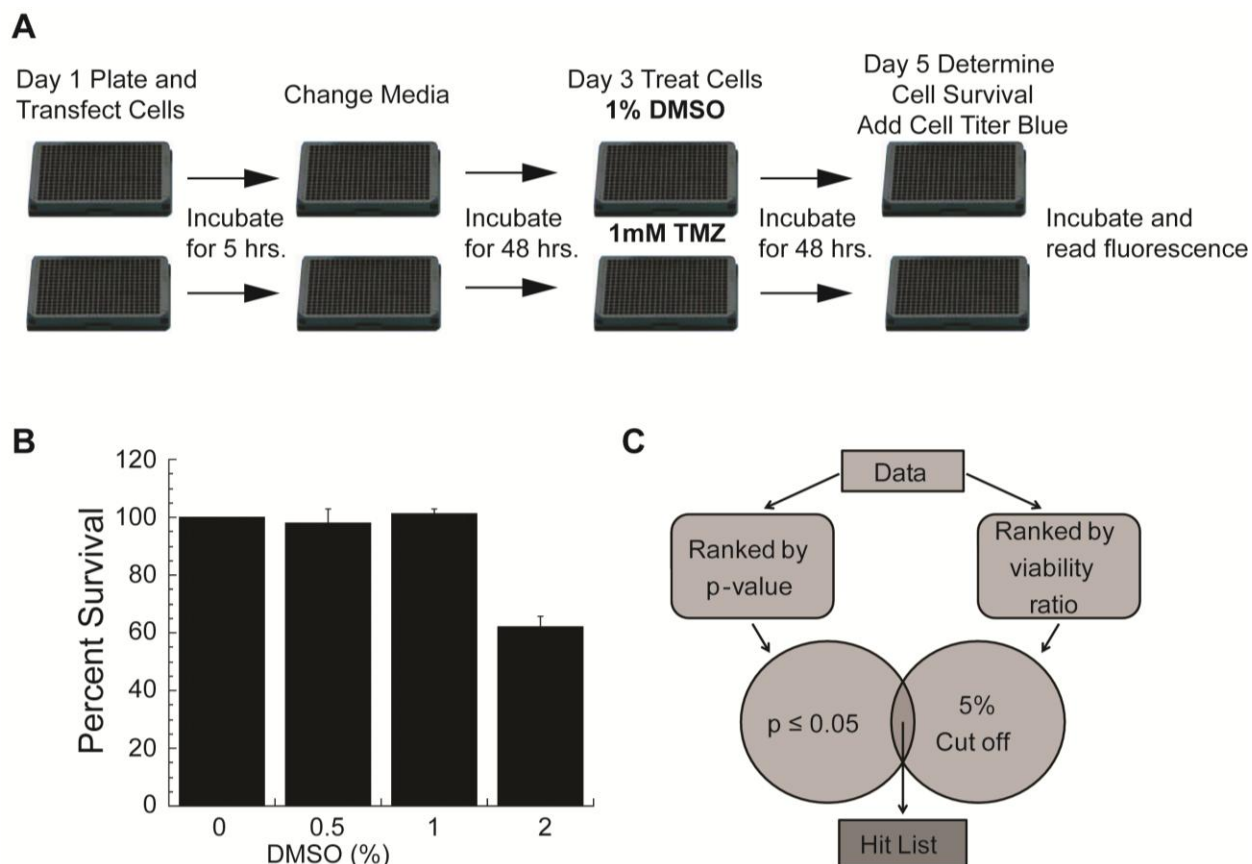 A
Day 1 Plate and
Transfect Cells
Change Media
Day 3 Treat Cells
1% DMSO
Day 5 Determine
Cell Survival
Add Cell Titer Blue
Incubate
for 5 hrs.
Incubate
for 48 hrs.
1mM TMZ
Incubate
for 48 hrs.
Incubate and
read fluorescence
B
Percent Survival
120
100
80
60
40
20
0
0
0.5
1
2
DMSO (%)
C
Data
Ranked by
p-value
Ranked by
viability
ratio
p ≤ 0.05
5%
Cut off
Hit List